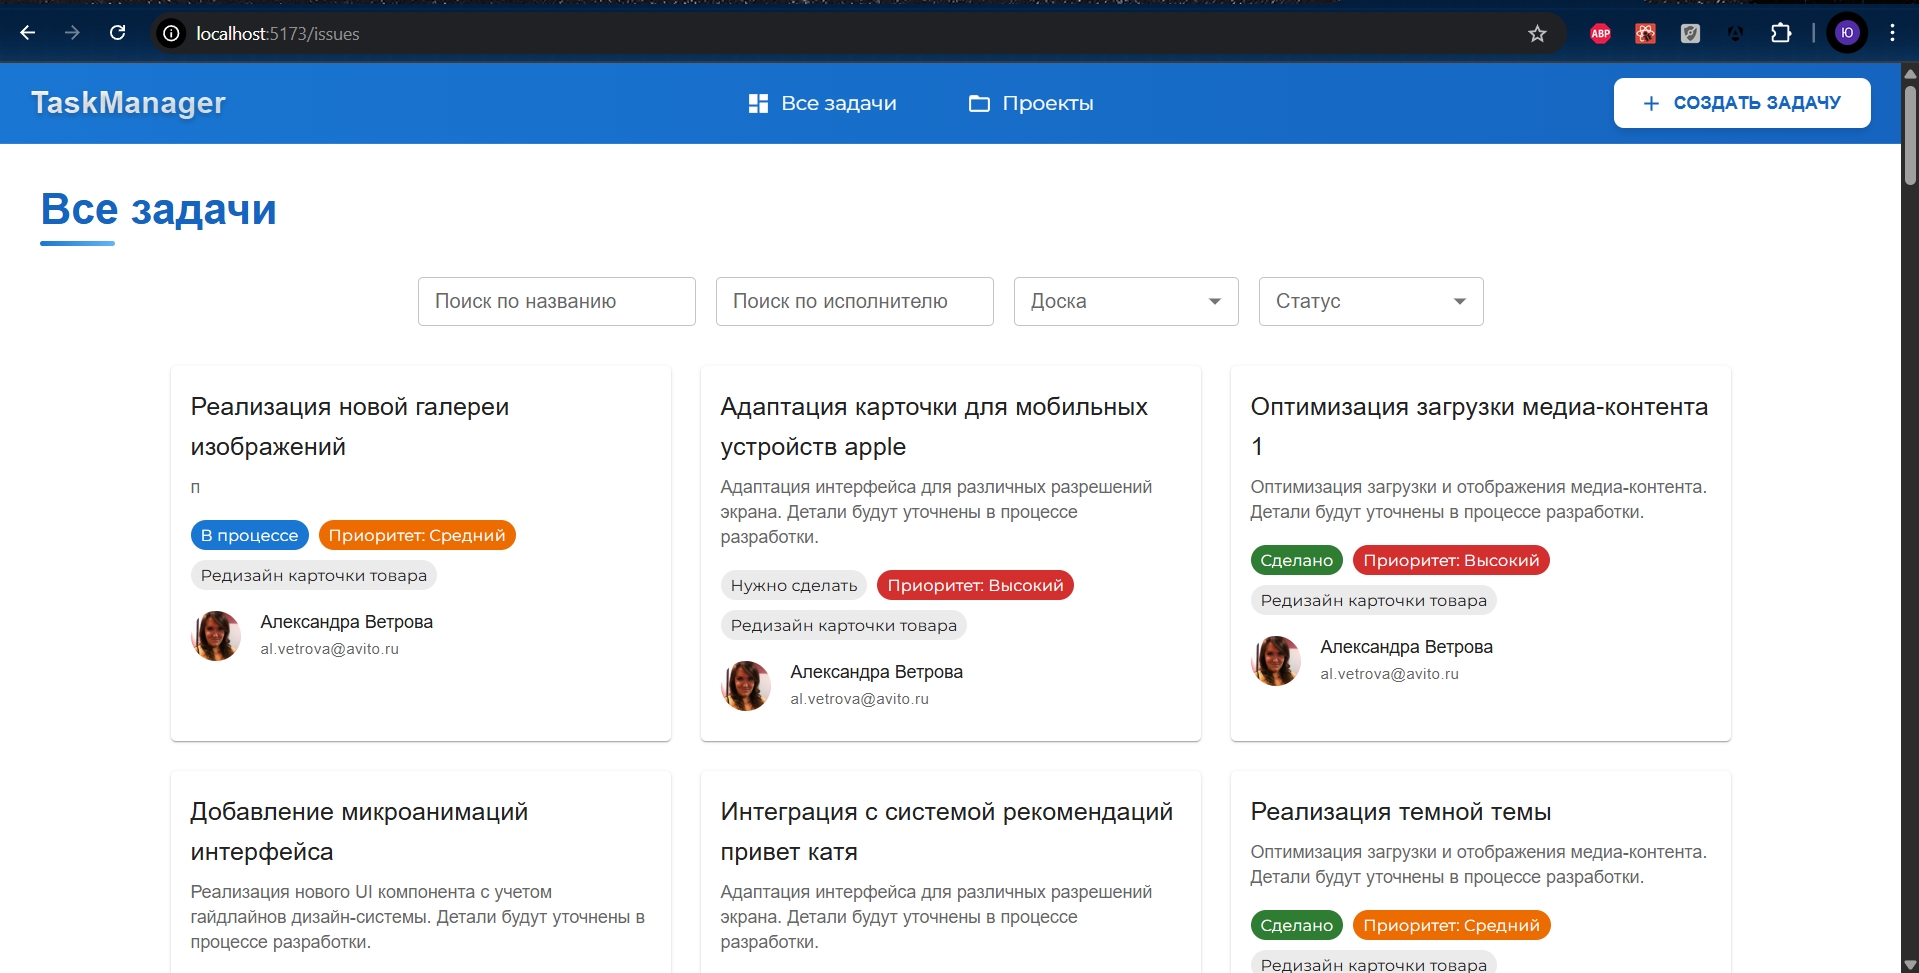 localhost:5173/issues
ABP
Ю
TaskManager
Все задачи
Проекты
+ СОЗДАТЬ ЗАДАЧУ
Все задачи
Поиск по названию
Поиск по исполнителю
Доска
Статус
Реализация новой галереи
изображений
п
В процессе
Приоритет: Средний
Редизайн карточки товара
Александра Ветрова
al.vetrova@avito.ru
Адаптация карточки для мобильных
устройств apple
Адаптация интерфейса для различных разрешений
экрана. Детали будут уточнены в процессе
разработки.
Нужно сделать
Приоритет: Высокий
Редизайн карточки товара
Александра Ветрова
al.vetrova@avito.ru
Оптимизация загрузки медиа-контента
1
Оптимизация загрузки и отображения медиа-контента.
Детали будут уточнены в процессе разработки.
Сделано
Приоритет: Высокий
Редизайн карточки товара
Александра Ветрова
al.vetrova@avito.ru
Добавление микроанимаций
интерфейса
Реализация нового UI компонента с учетом
гайдлайнов дизайн-системы. Детали будут уточнены в
процессе разработки.
Интеграция с системой рекомендаций
привет катя
Адаптация интерфейса для различных разрешений
экрана. Детали будут уточнены в процессе
разработки.
Реализация темной темы
Оптимизация загрузки и отображения медиа-контента.
Детали будут уточнены в процессе разработки.
Сделано
Приоритет: Средний
Редизайн карточки товара